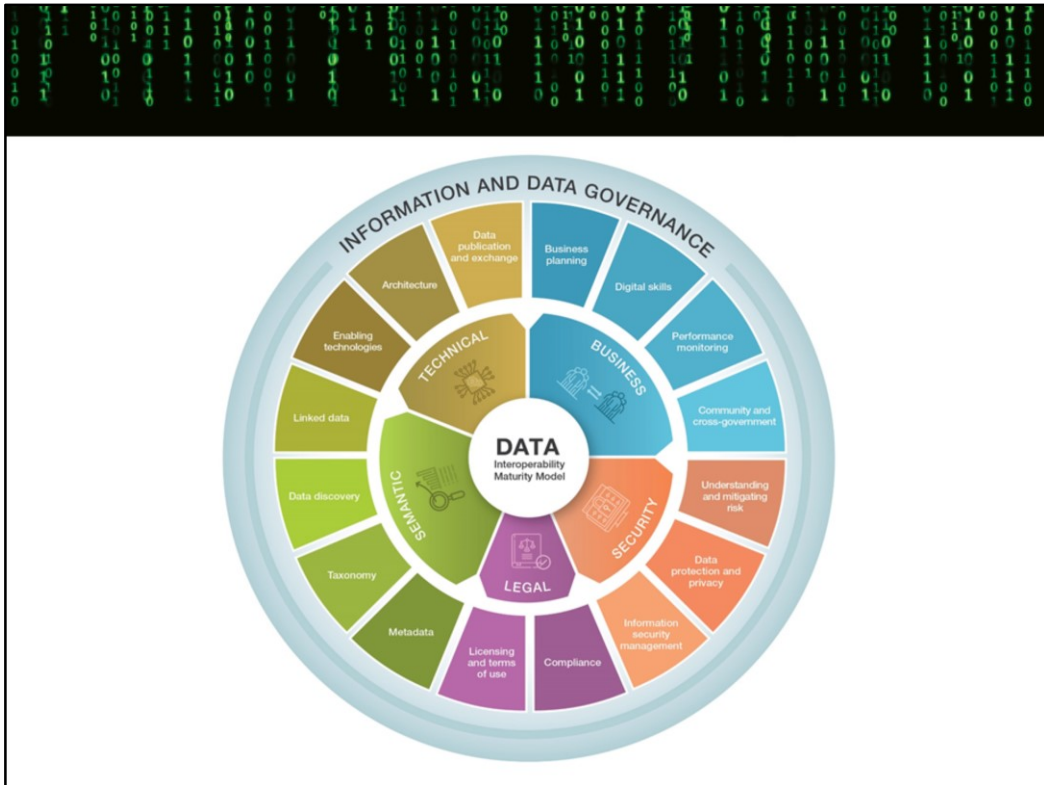 INFORMATION AND DATA GOVERNANCE
Data
publication
and exchange
Business
planning
Architecture
Digital skills
Enabling
technologies
Performance
monitoring
TECHNICAL
BUSINESS
Linked data
Community and
cross-government
DATA
Interoperability
Maturity Model
Data discovery
Understanding
and mitigating
risk
SEMANTIC
SECURITY
Taxonomy
Data
protection and
privacy
LEGAL
Metadata
Information
security
management
Licensing
and terms
of use
Compliance